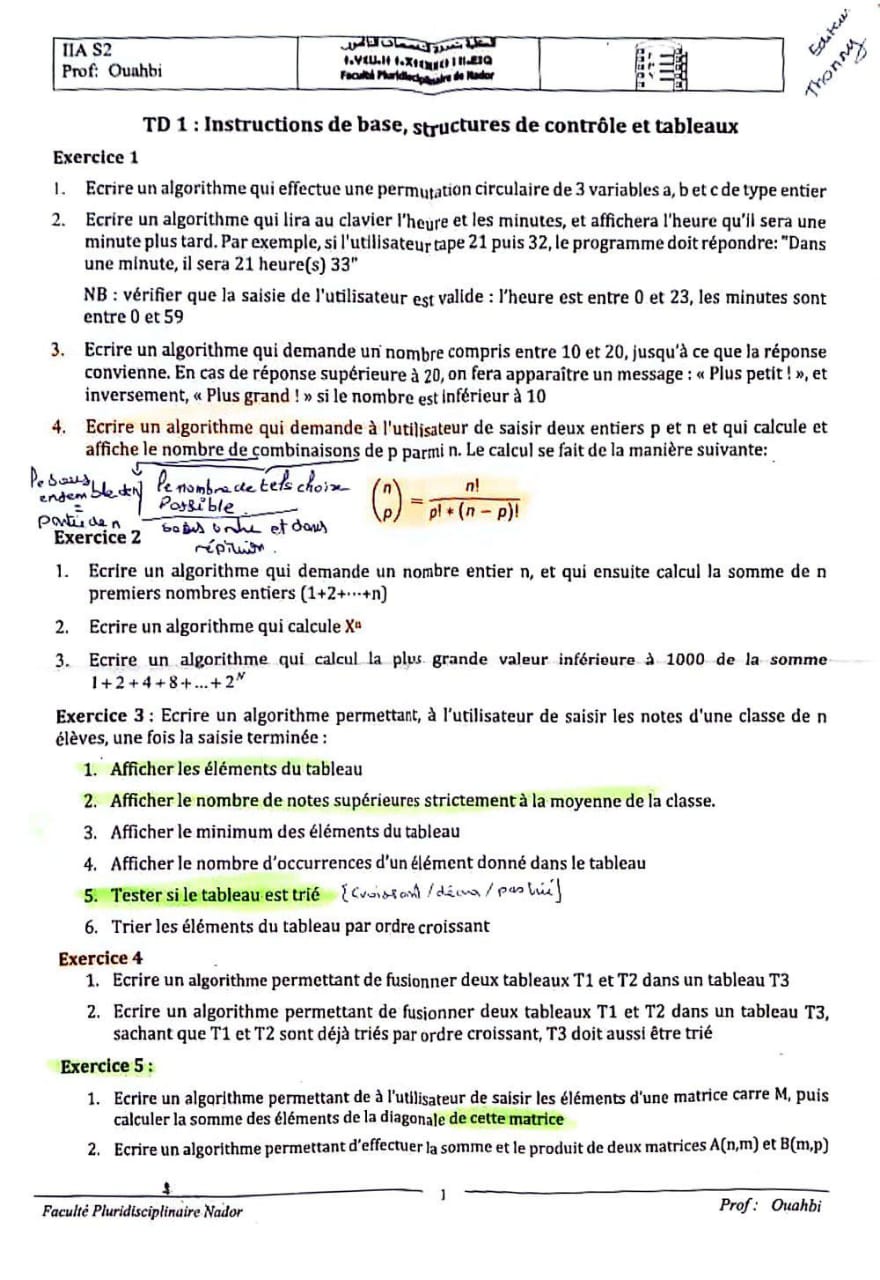 IIA S2
Prof: Ouahbi
Faculté Pluridisciplinaire de Nador
Editeur
Thonny
TD 1 : Instructions de base, structures de contrôle et tableaux
Exercice 1
1. Ecrire un algorithme qui effectue une permutation circulaire de 3 variables a, b et c de type entier
2. Ecrire un algorithme qui lira au clavier l'heure et les minutes, et affichera l'heure qu'il sera une
minute plus tard. Par exemple, si l'utilisateur tape 21 puis 32, le programme doit répondre: "Dans
une minute, il sera 21 heure(s) 33"
NB : vérifier que la saisie de l'utilisateur est valide : l'heure est entre 0 et 23, les minutes sont
entre 0 et 59
3. Ecrire un algorithme qui demande un nombre compris entre 10 et 20, jusqu'à ce que la réponse
convienne. En cas de réponse supérieure à 20, on fera apparaître un message : « Plus petit ! », et
inversement, « Plus grand ! » si le nombre est inférieur à 10
4. Ecrire un algorithme qui demande à l'utilisateur de saisir deux entiers p et n et qui calcule et
affiche le nombre de combinaisons de p parmi n. Le calcul se fait de la manière suivante:
le nombre de tels choix
Possible
et dans
(n p) = n! / p! * (n − p)!
Exercice 2
1. Ecrire un algorithme qui demande un nombre entier n, et qui ensuite calcul la somme de n
premiers nombres entiers (1+2+···+n)
2. Ecrire un algorithme qui calcule Xⁿ
3. Ecrire un algorithme qui calcul la plus grande valeur inférieure à 1000 de la somme
1+2+4+8+...+2ᴺ
Exercice 3 : Ecrire un algorithme permettant, à l'utilisateur de saisir les notes d'une classe de n
élèves, une fois la saisie terminée :
1. Afficher les éléments du tableau
2. Afficher le nombre de notes supérieures strictement à la moyenne de la classe.
3. Afficher le minimum des éléments du tableau
4. Afficher le nombre d'occurrences d'un élément donné dans le tableau
5. Tester si le tableau est trié
6. Trier les éléments du tableau par ordre croissant
Exercice 4
1. Ecrire un algorithme permettant de fusionner deux tableaux T1 et T2 dans un tableau T3
2. Ecrire un algorithme permettant de fusionner deux tableaux T1 et T2 dans un tableau T3,
sachant que T1 et T2 sont déjà triés par ordre croissant, T3 doit aussi être trié
Exercice 5 :
1. Ecrire un algorithme permettant de à l'utilisateur de saisir les éléments d'une matrice carre M, puis
calculer la somme des éléments de la diagonale de cette matrice
2. Ecrire un algorithme permettant d'effectuer la somme et le produit de deux matrices A(n,m) et B(m,p)
1
Faculté Pluridisciplinaire Nador
Prof: Ouahbi